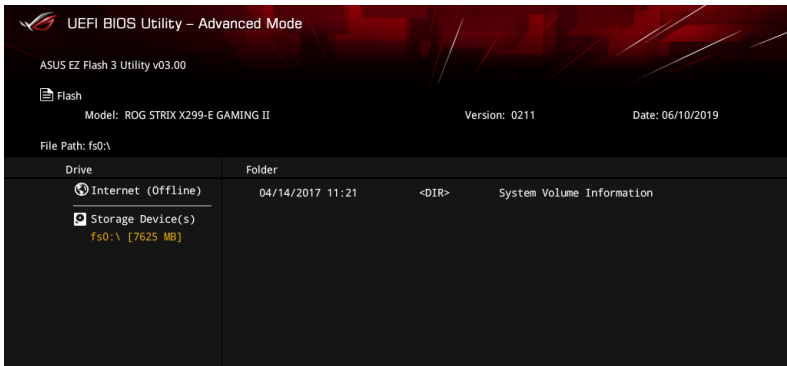 UEFI BIOS Utility – Advanced Mode
ASUS EZ Flash 3 Utility v03.00
Flash
Model: ROG STRIX X299-E GAMING II Version: 0211 Date: 06/10/2019
File Path: fs0:\
Drive Folder
Internet (Offline) 04/14/2017 11:21 <DIR> System Volume Information
Storage Device(s)
fs0:\ [7625 MB]